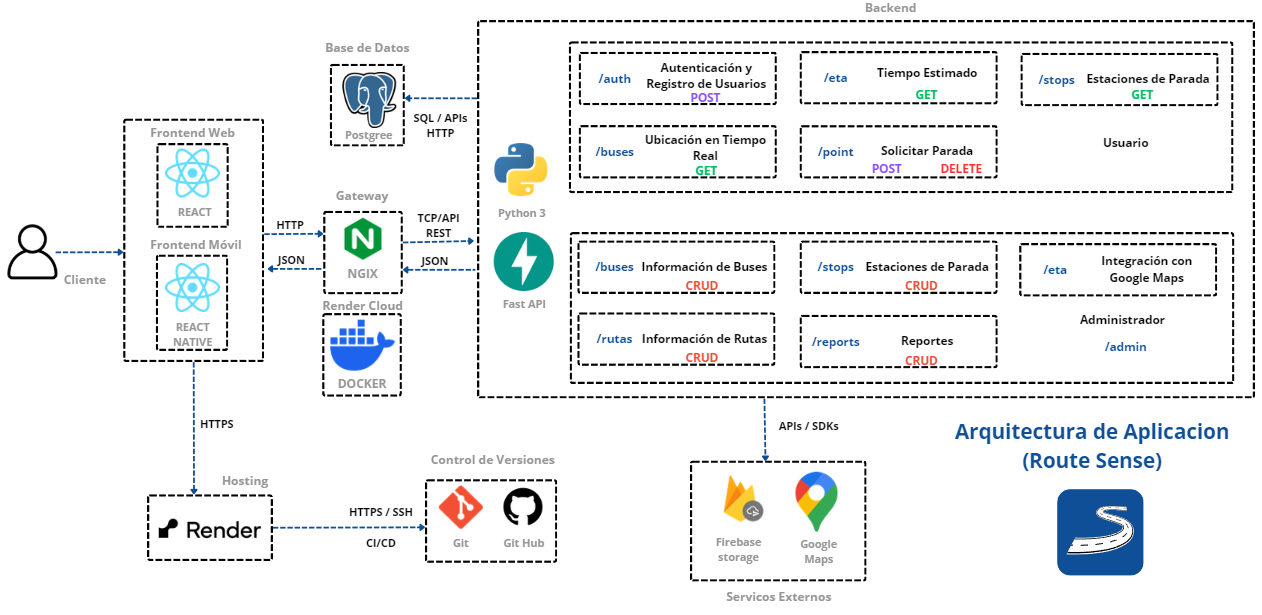 Backend
Base de Datos
Postgree
SQL / APIs
HTTP
Frontend Web
REACT
Frontend Móvil
REACT
NATIVE
Cliente
HTTP
JSON
Gateway
NGIX
Render Cloud
DOCKER
TCP/API
REST
JSON
Python 3
Fast API
/auth
Autenticación y
Registro de Usuarios
POST
/eta
Tiempo Estimado
GET
/stops
Estaciones de Parada
GET
/buses
Ubicación en Tiempo
Real
GET
/point
Solicitar Parada
POST DELETE
Usuario
/buses
Información de Buses
CRUD
/stops
Estaciones de Parada
CRUD
/eta
Integración con
Google Maps
/rutas
Información de Rutas
CRUD
/reports
Reportes
CRUD
Administrador
/admin
HTTPS
Hosting
Render
HTTPS / SSH
CI/CD
Control de Versiones
Git
Git Hub
APIs / SDKs
Firebase
storage
Google
Maps
Servicos Externos
Arquitectura de Aplicacion
(Route Sense)